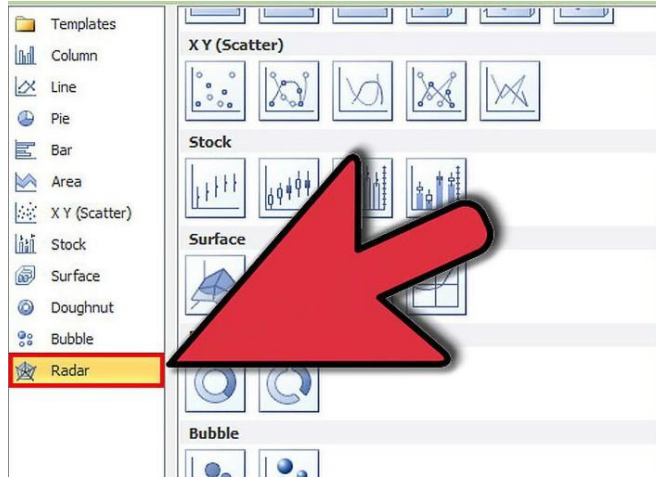 Templates
Column
Line
Pie
Bar
Area
X Y (Scatter)
Stock
Surface
Doughnut
Bubble
Radar
X Y (Scatter)
Stock
Surface
Bubble